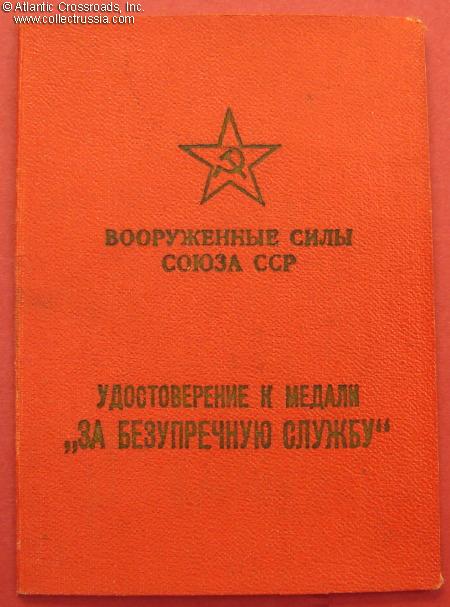 © Atlantic Crossroads, Inc.
www.collectrussia.com
ВООРУЖЕННЫЕ СИЛЫ
СОЮЗА ССР
УДОСТОВЕРЕНИЕ К МЕДАЛИ
„ЗА БЕЗУПРЕЧНУЮ СЛУЖБУ“